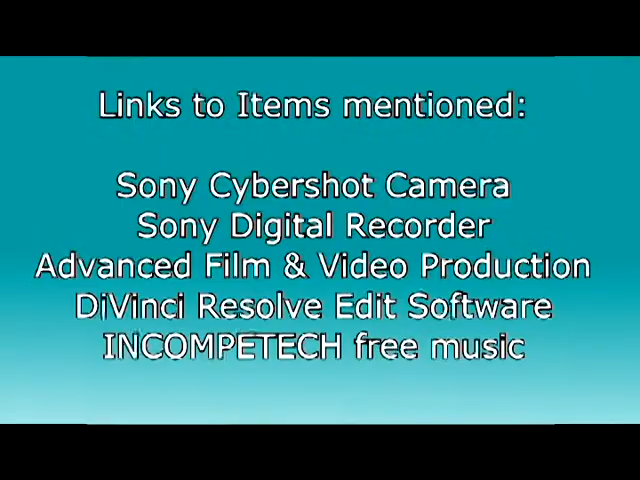 Links to Items mentioned:
Sony Cybershot Camera
Sony Digital Recorder
Advanced Film & Video Production
DiVinci Resolve Edit Software
INCOMPETECH free music